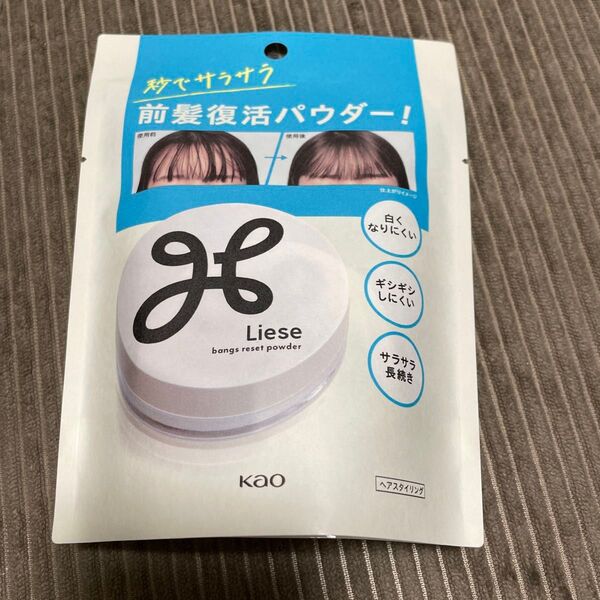 秒でサラサラ
前髪復活パウダー!
使用前
使用後
仕上がりイメージ
白く
なりにくい
ギシギシ
しにくい
サラサラ
長続き
Liese
bangs reset powder
Kao
ヘアスタイリング